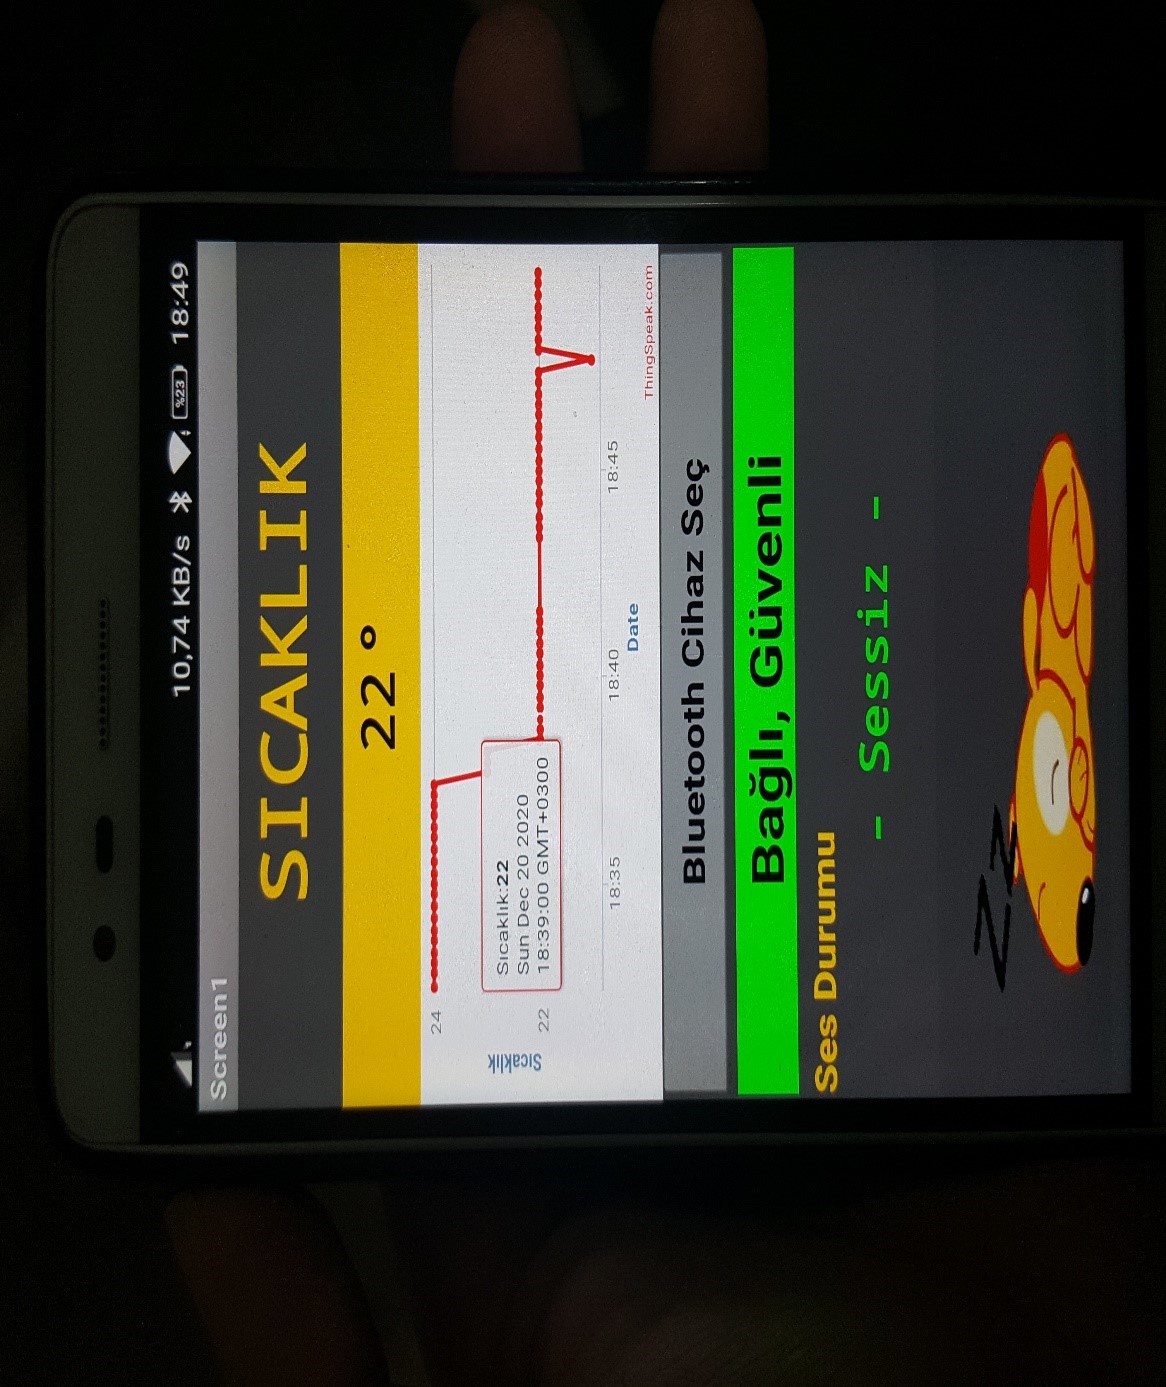 10,74 KB/s %23 18:49
Screen1
SICAKLIK
22 °
24
Sıcaklık
22
Sıcaklık:22
Sun Dec 20 2020
18:39:00 GMT+0300
18:35 18:40 18:45
Date
ThingSpeak.com
Bluetooth Cihaz Seç
Bağlı, Güvenli
Ses Durumu
- Sessiz -
Zz